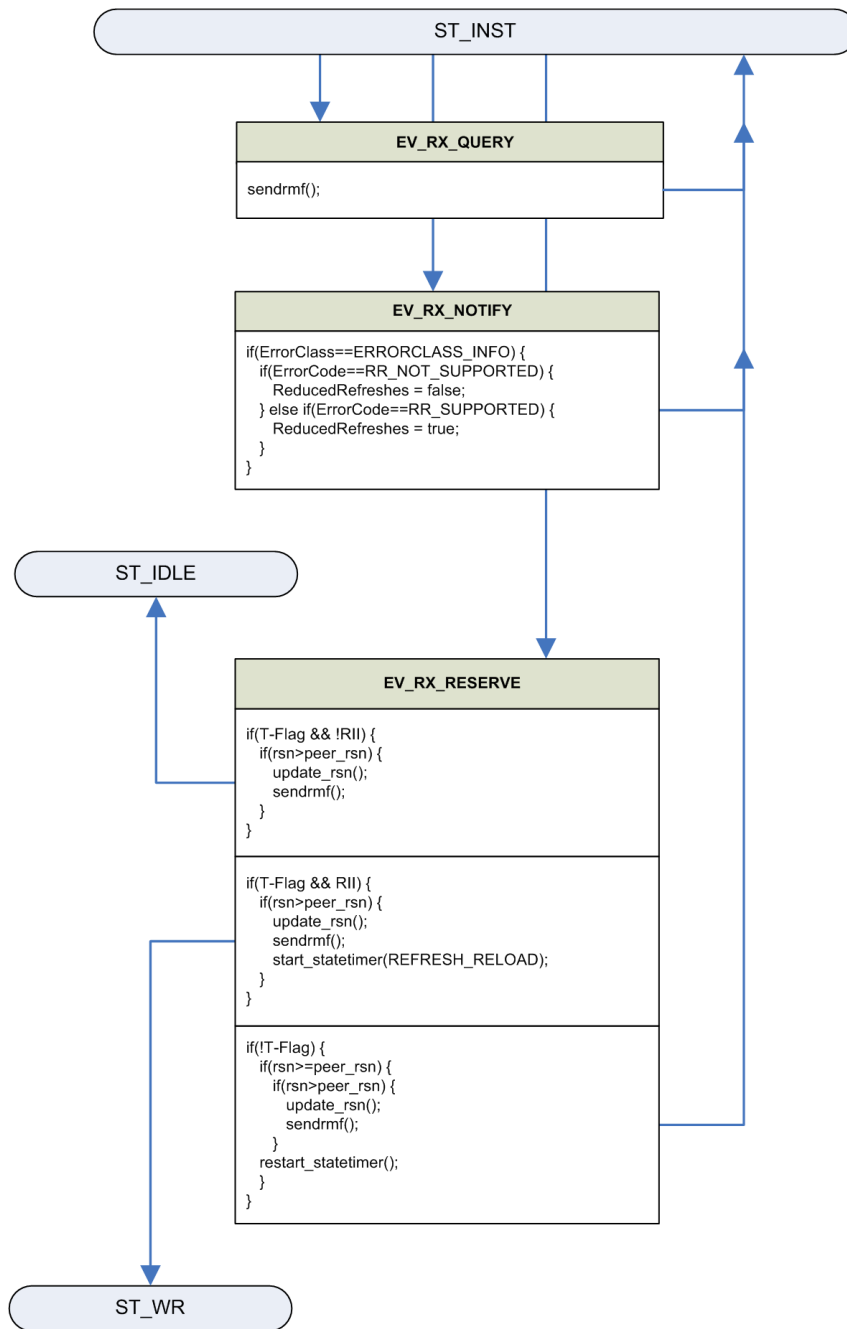 ST_INST
EV_RX_QUERY
sendrmf();
EV_RX_NOTIFY
if(ErrorClass==ERRORCLASS_INFO) {
if(ErrorCode==RR_NOT_SUPPORTED) {
ReducedRefreshes = false;
} else if(ErrorCode==RR_SUPPORTED) {
ReducedRefreshes = true;
}
}
ST_IDLE
EV_RX_RESERVE
if(T-Flag && !RII) {
if(rsn>peer_rsn) {
update_rsn();
sendrmf();
}
}
if(T-Flag && RII) {
if(rsn>peer_rsn) {
update_rsn();
sendrmf();
start_statetimer(REFRESH_RELOAD);
}
}
if(!T-Flag) {
if(rsn>=peer_rsn) {
if(rsn>peer_rsn) {
update_rsn();
sendrmf();
}
restart_statetimer();
}
}
ST_WR